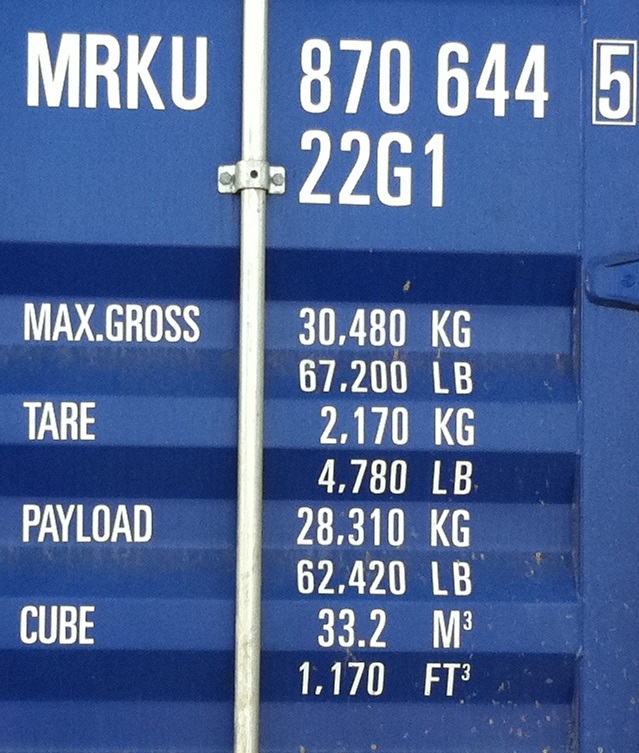 MRKU 870 644 5
22G1
MAX.GROSS 30.480 KG
67.200 LB
TARE 2.170 KG
4.780 LB
PAYLOAD 28.310 KG
62.420 LB
CUBE 33.2 M³
1.170 FT³